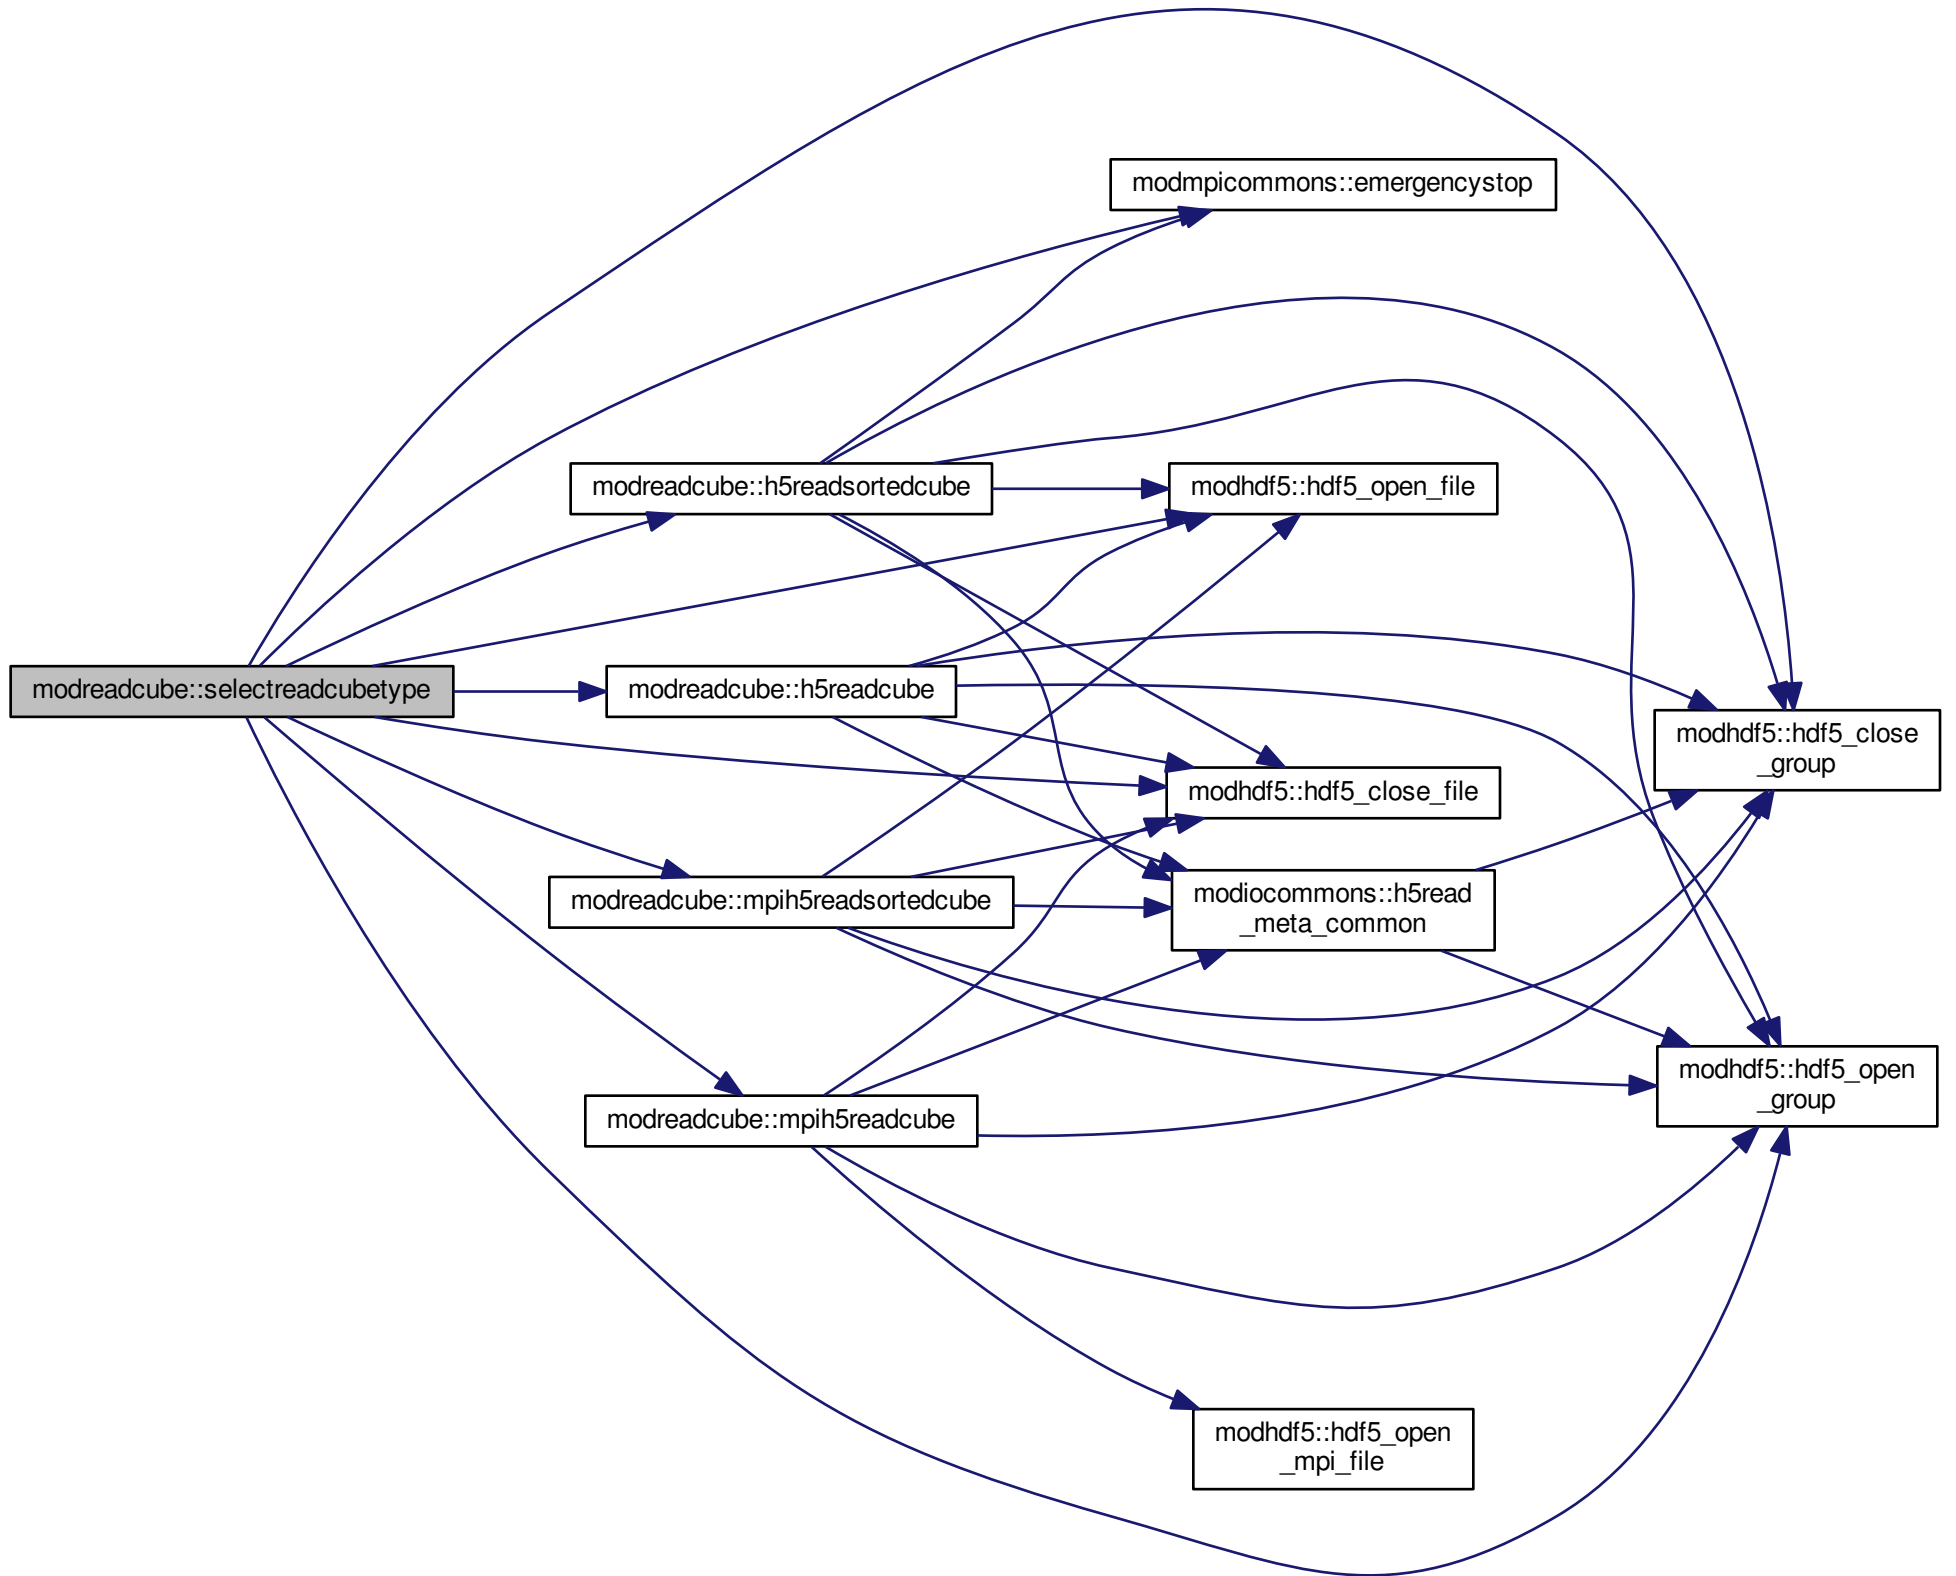 modmpicommons::emergencystop
modreadcube::h5readsortedcube
modhdf5::hdf5_open_file
modreadcube::selectreadcubetype
modreadcube::h5readcube
modhdf5::hdf5_close
_group
modhdf5::hdf5_close_file
modreadcube::mpih5readsortedcube
modiocommons::h5read
_meta_common
modhdf5::hdf5_open
_group
modreadcube::mpih5readcube
modhdf5::hdf5_open
_mpi_file